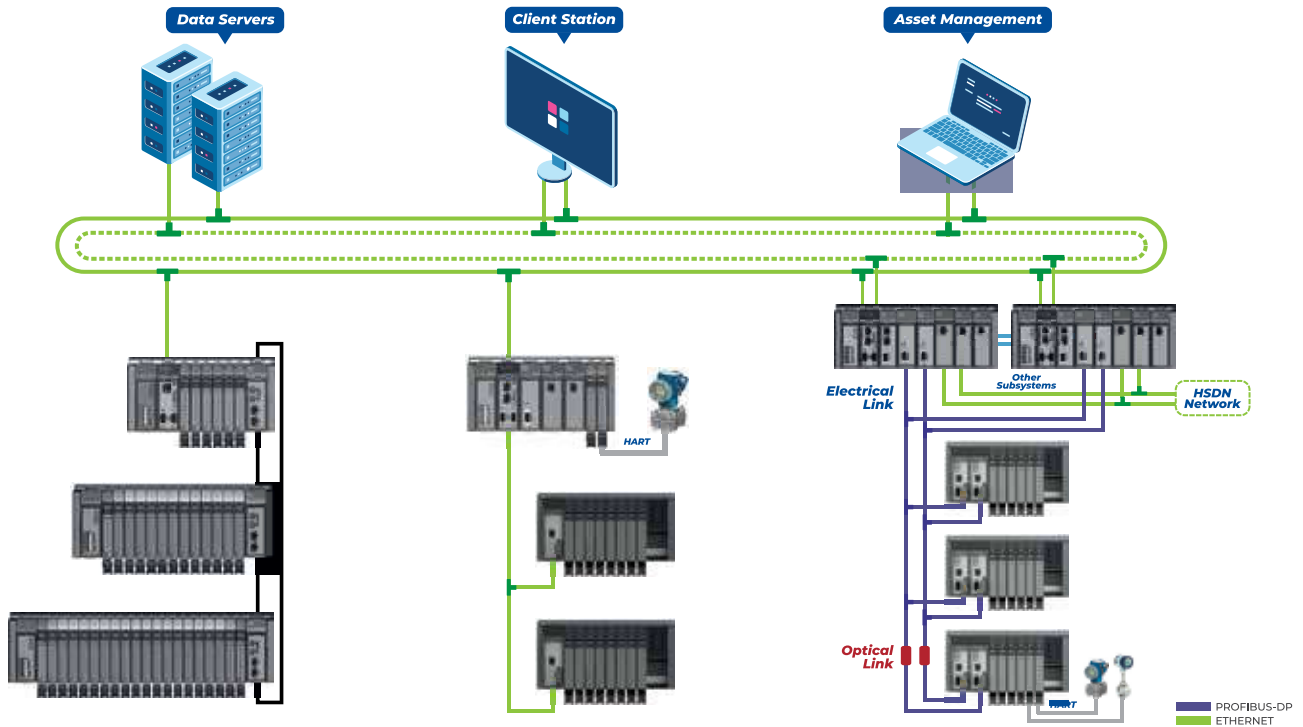 Data Servers
Client Station
Asset Management
Other
Subsystems
Electrical
Link
HSDN
Network
HART
Optical
Link
HART
PROFIBUS-DP
ETHERNET